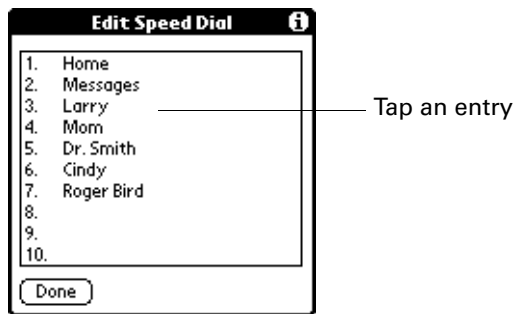 Edit Speed Dial
1. Home
2. Messages
3. Larry
4. Mom
5. Dr. Smith
6. Cindy
7. Roger Bird
8.
9.
10.
Tap an entry
Done